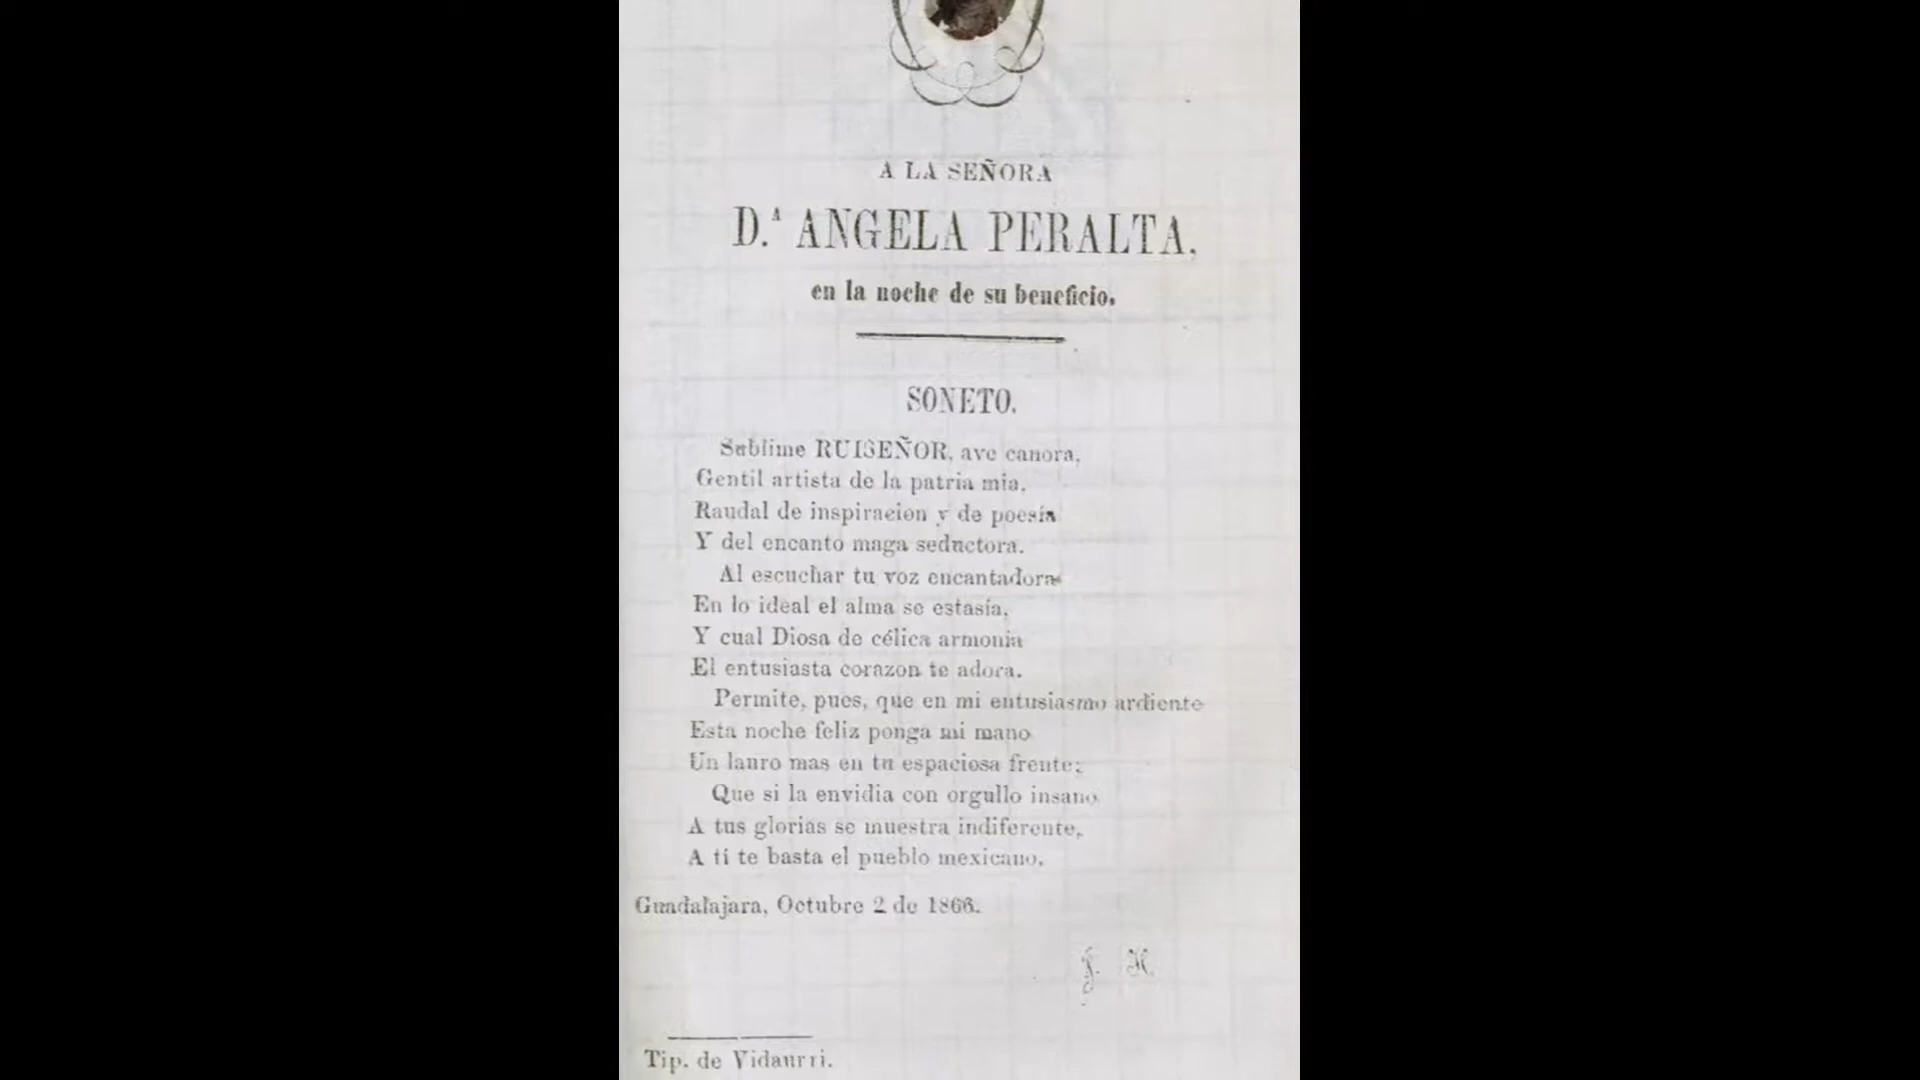 A LA SEÑORA
D.ᴬ ANGELA PERALTA,
en la noche de su beneficio.
SONETO.
Sublime RUISEÑOR, ave canora,
Gentil artista de la patria mia,
Raudal de inspiracion y de poesía
Y del encanto maga seductora.
Al escuchar tu voz encantadora
En lo ideal el alma se estasía,
Y cual Diosa de célica armonia
El entusiasta corazon te adora.
Permite, pues, que en mi entusiasmo ardiente
Esta noche feliz ponga mi mano
Un lauro mas en tu espaciosa frente;
Que si la envidia con orgullo insano
A tus glorias se muestra indiferente,
A tí te basta el pueblo mexicano.
Guadalajara, Octubre 2 de 1866.
J. H.
Tip. de Vidaurri.